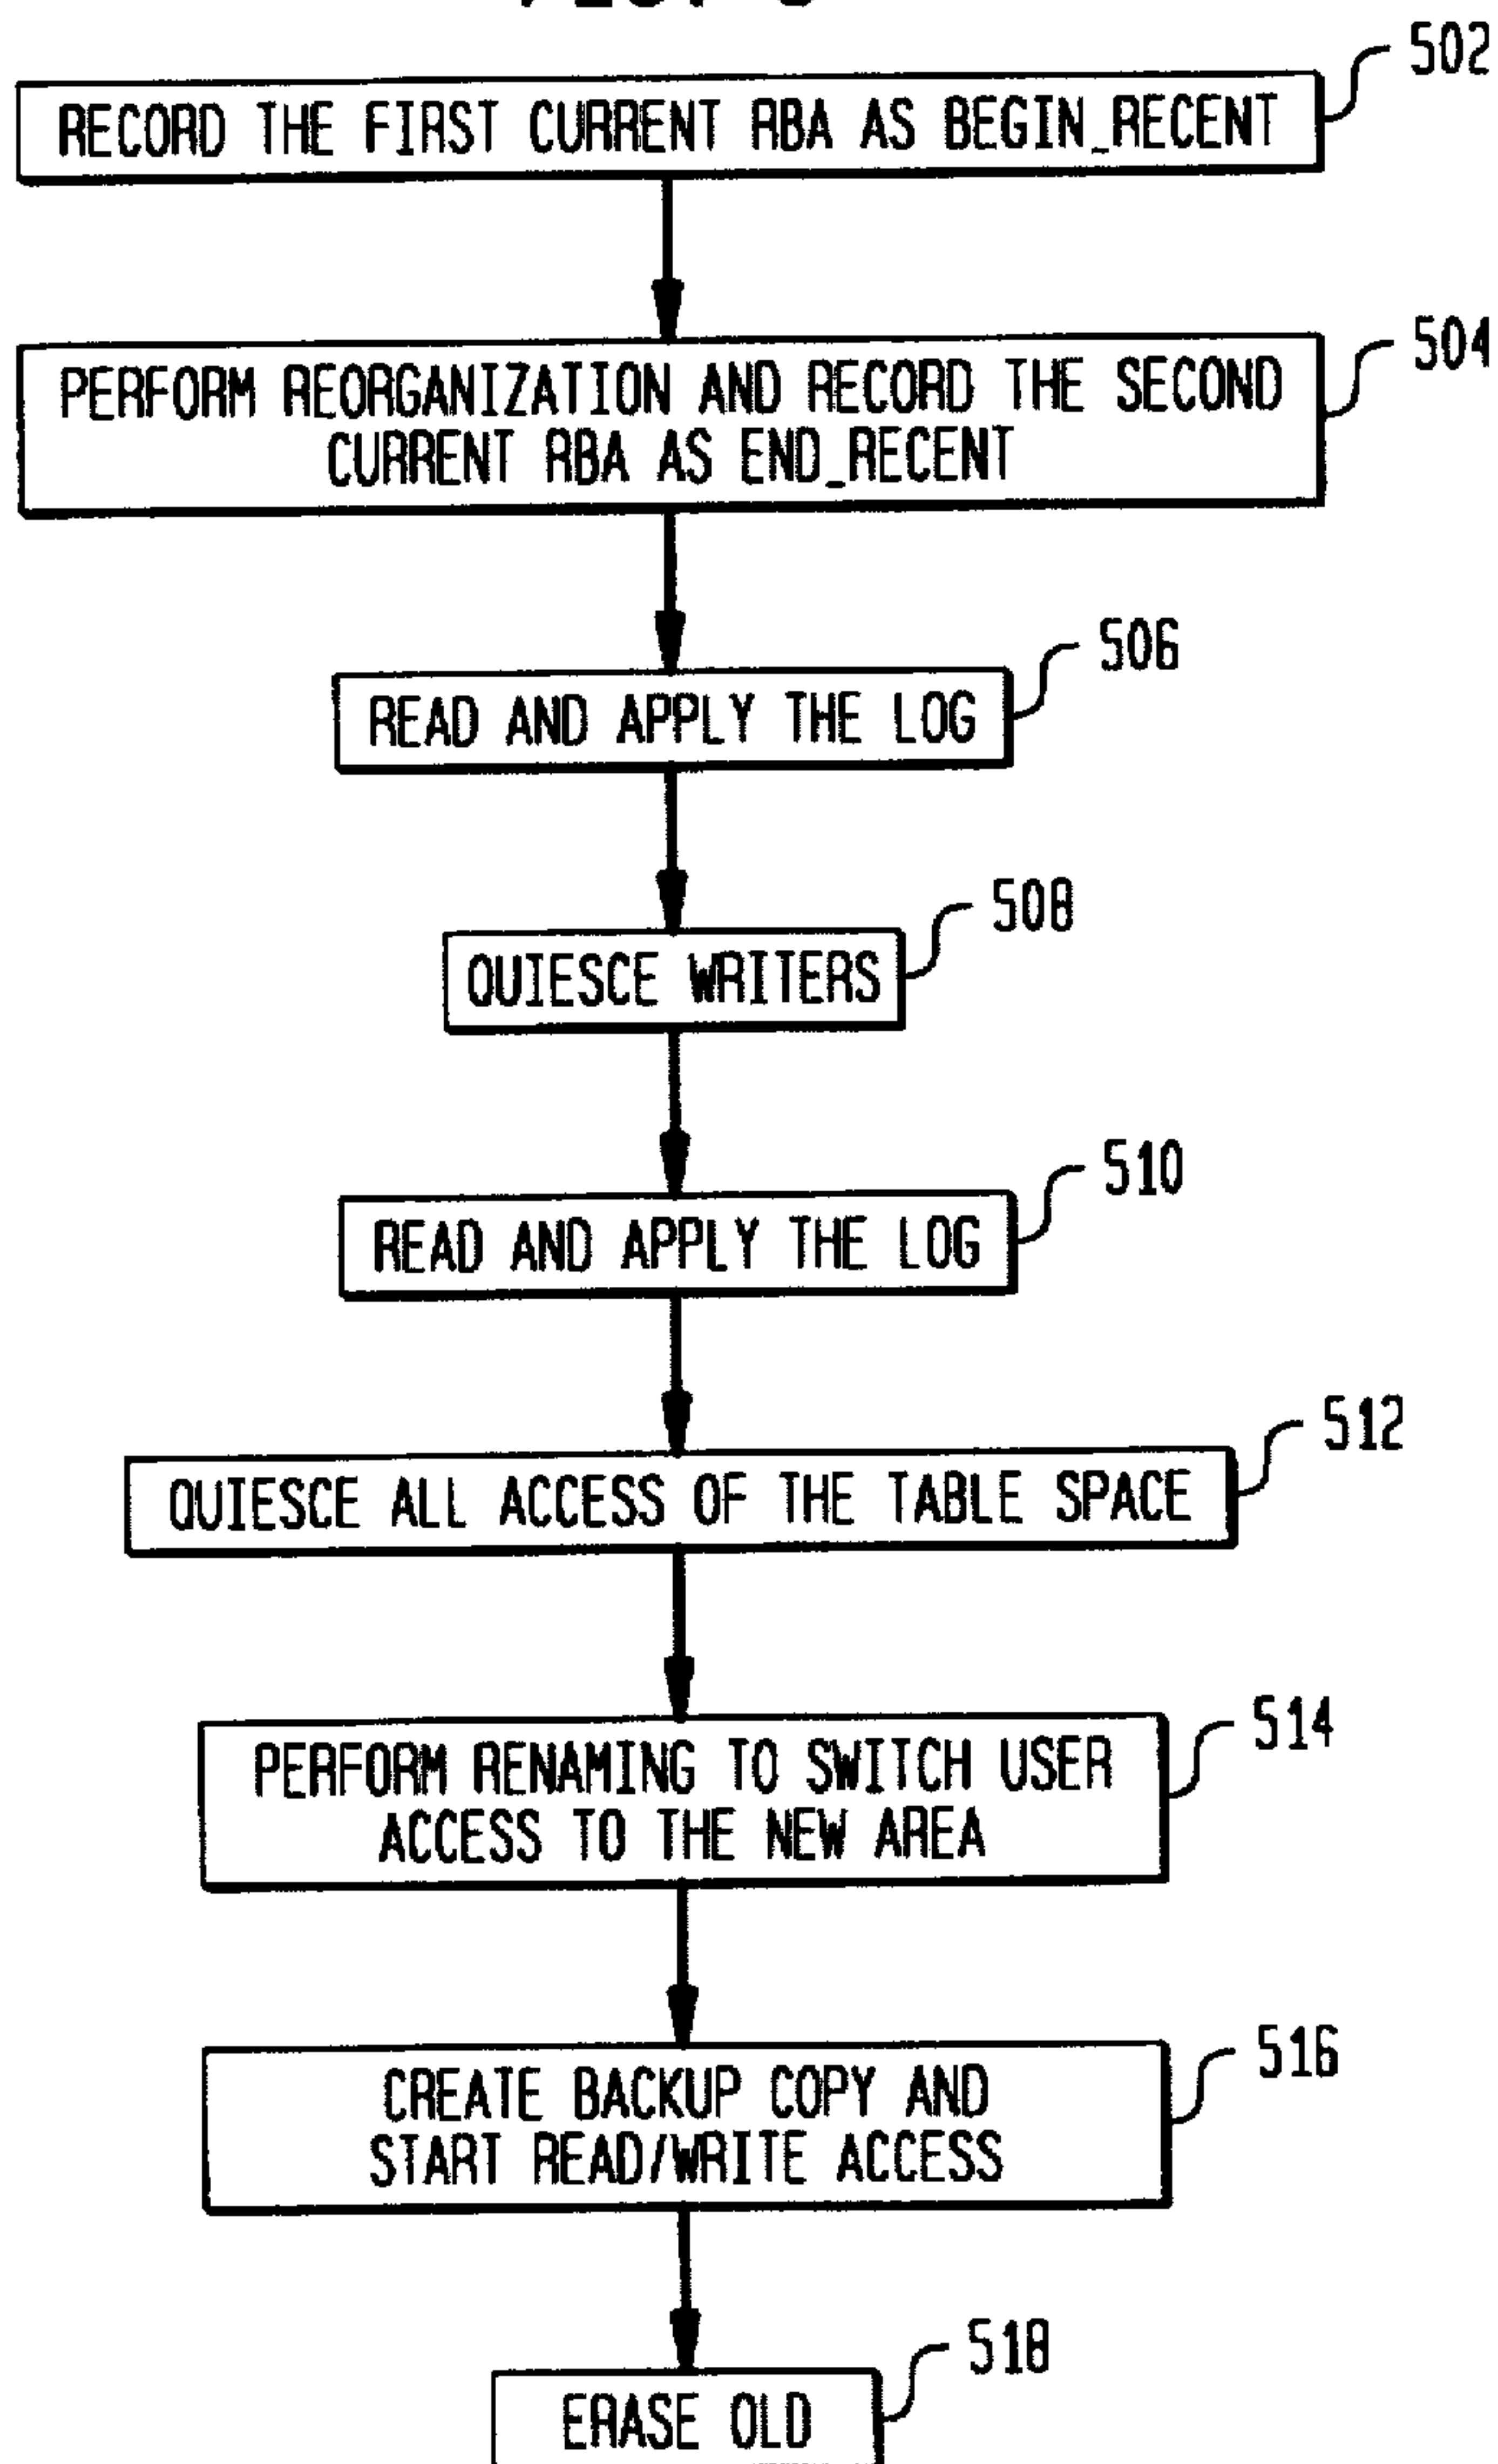 502
RECORD THE FIRST CURRENT RBA AS BEGIN_RECENT
504
PERFORM REORGANIZATION AND RECORD THE SECOND
CURRENT RBA AS END_RECENT
506
READ AND APPLY THE LOG
508
QUIESCE WRITERS
510
READ AND APPLY THE LOG
512
QUIESCE ALL ACCESS OF THE TABLE SPACE
514
PERFORM RENAMING TO SWITCH USER
ACCESS TO THE NEW AREA
516
CREATE BACKUP COPY AND
START READ/WRITE ACCESS
518
ERASE OLD